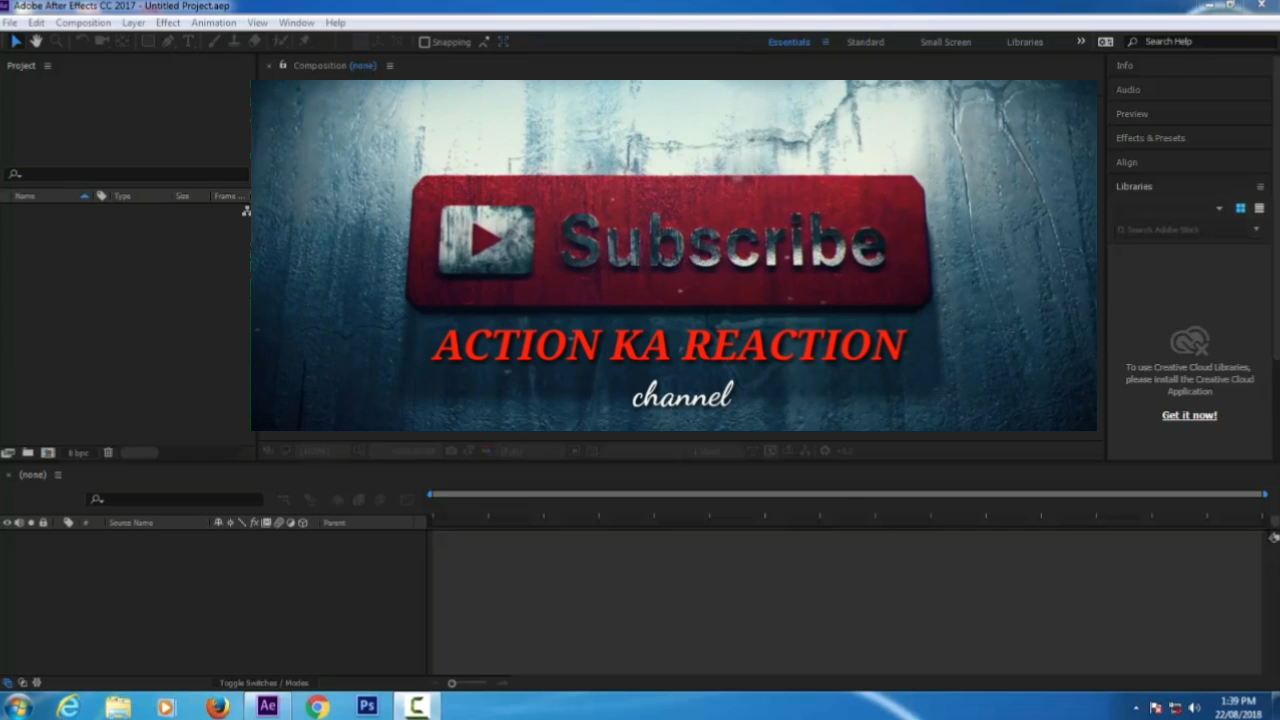 Adobe After Effects CC 2017 - Untitled Project.aep
File Edit Composition Layer Effect Animation View Window Help
Snapping Essentials Standard Small Screen Libraries Search Help
Project Composition (none) Info
Audio
Preview
Effects & Presets
Align
Name Type Size Frame ... Libraries
Search Adobe Stock
Subscribe
ACTION KA REACTION
channel
To use Creative Cloud Libraries,
please install the Creative Cloud
Application
Get it now!
8 bpc
(none)
# Source Name fx Parent
Toggle Switches / Modes
Ae Ps 1:39 PM
22/08/2018